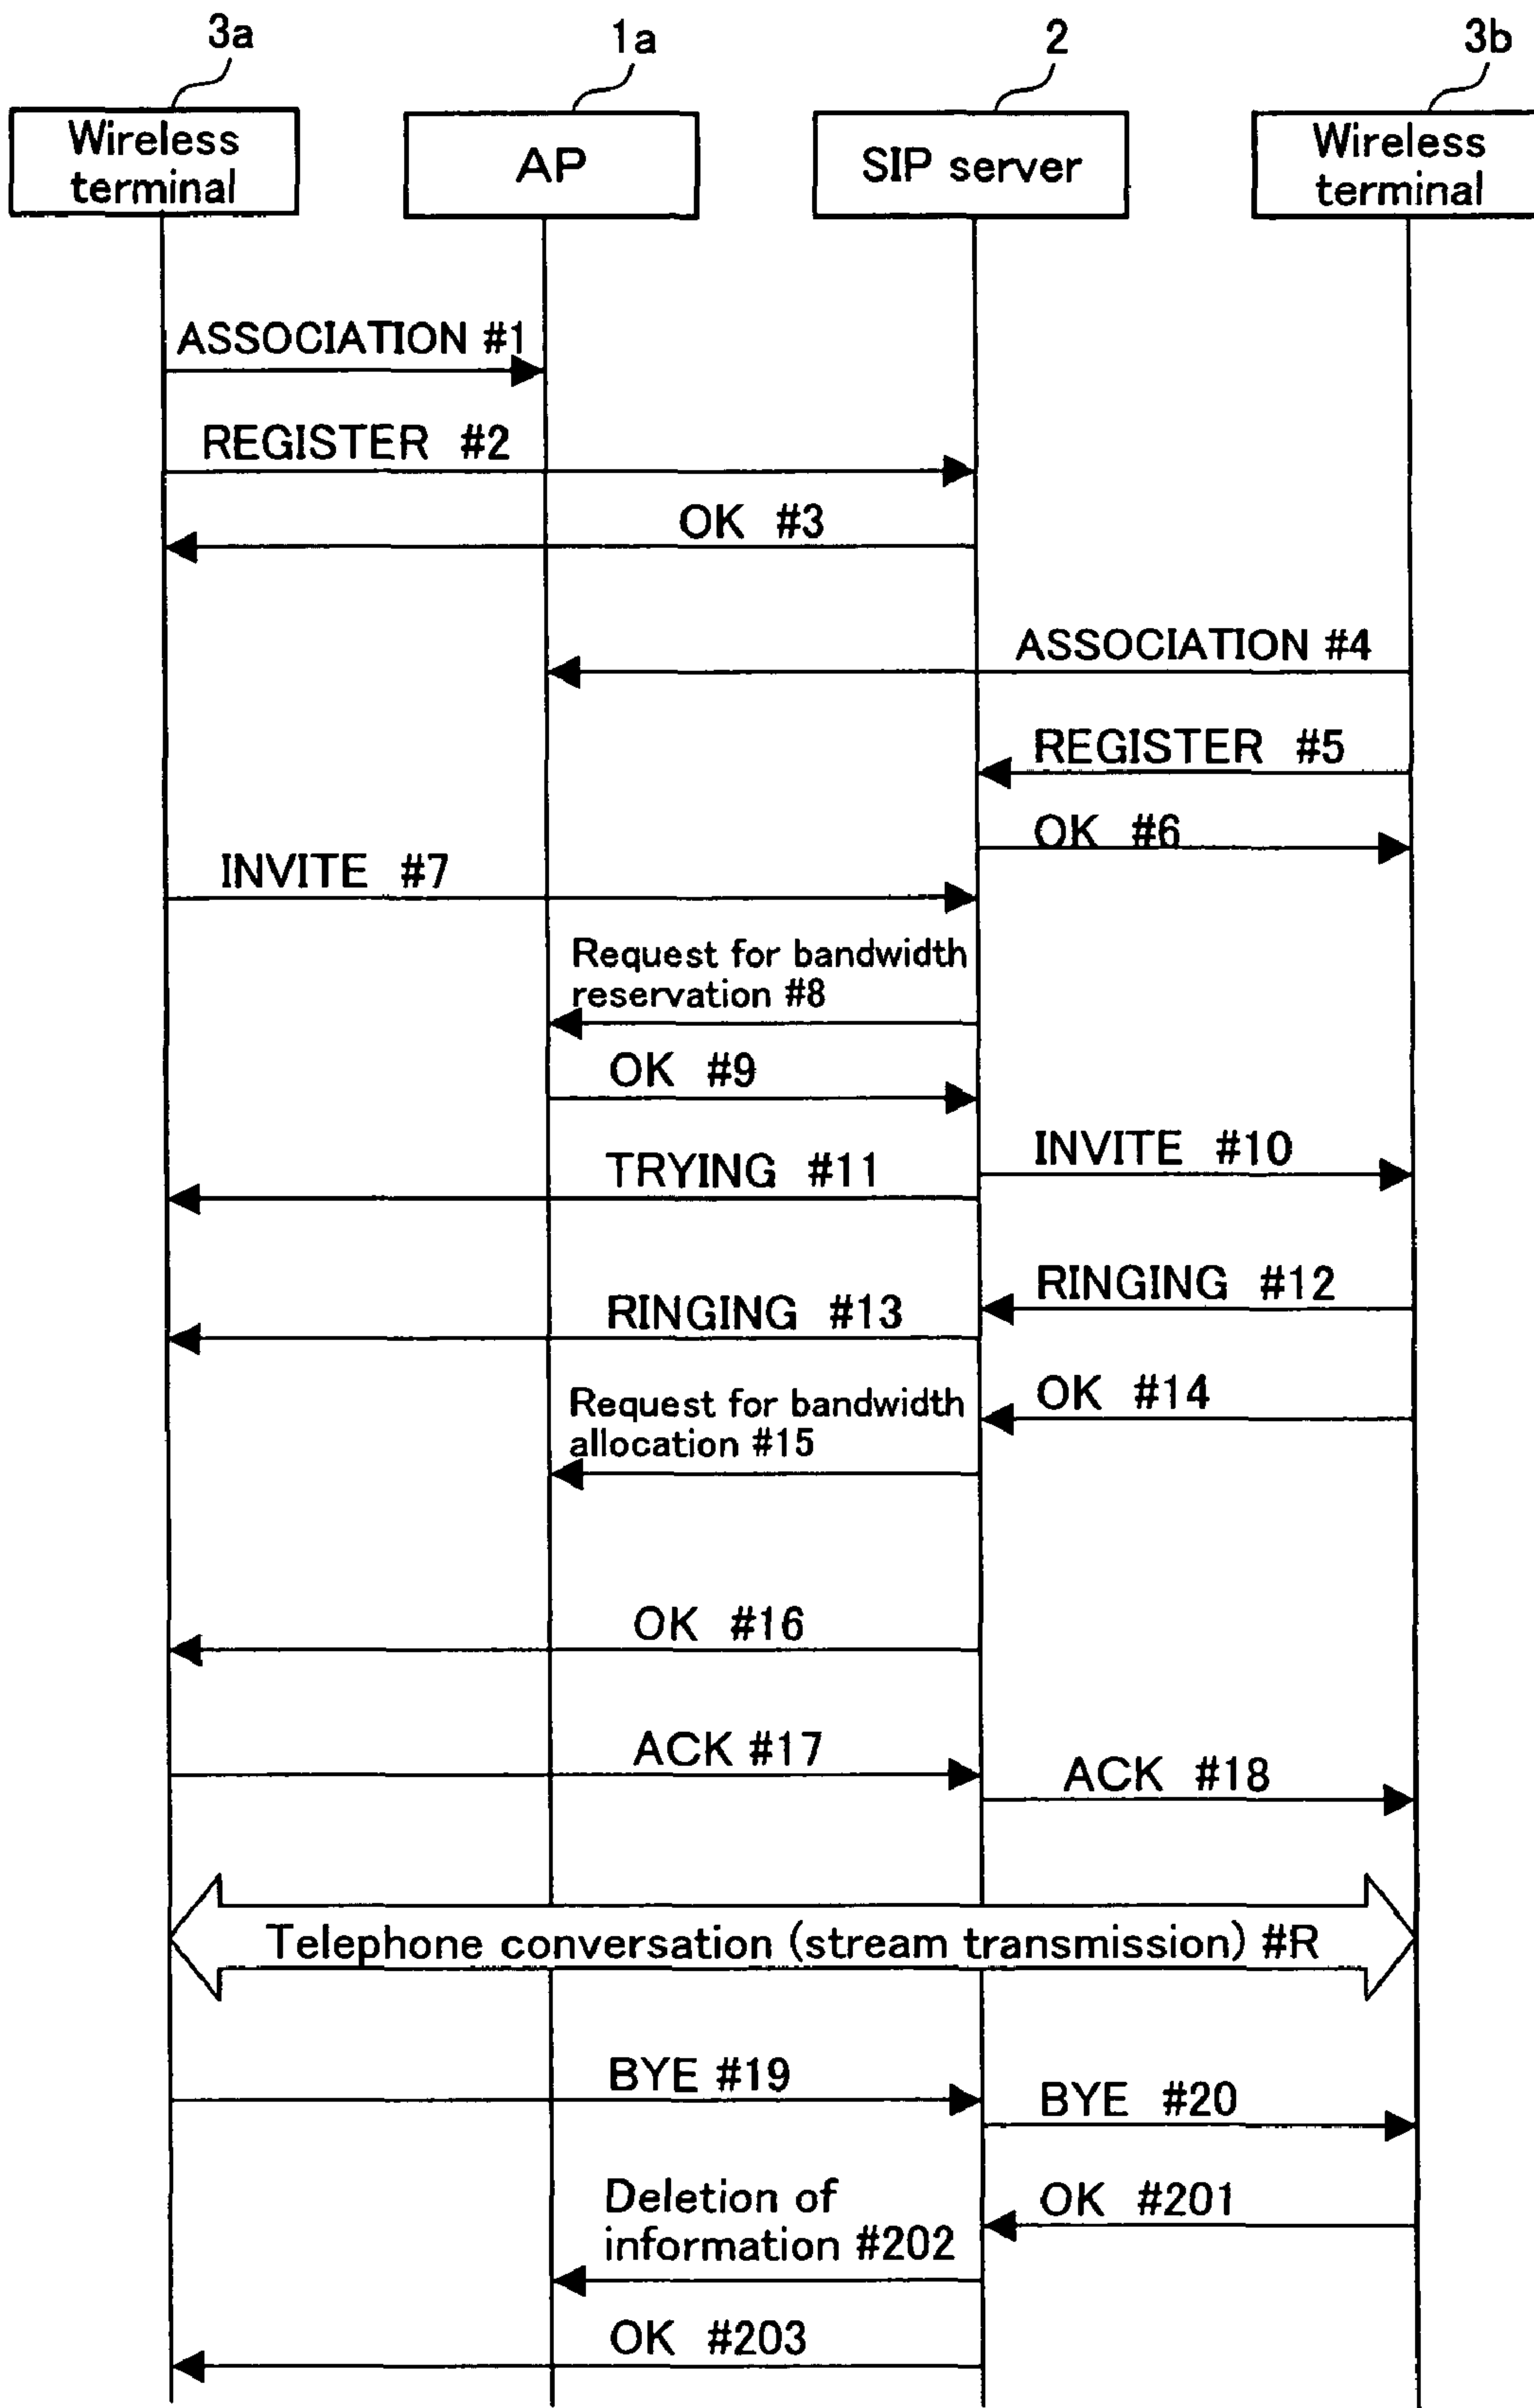 3a
1a
2
3b
Wireless
terminal
AP
SIP server
Wireless
terminal
ASSOCIATION #1
REGISTER #2
OK #3
ASSOCIATION #4
REGISTER #5
OK #6
INVITE #7
Request for bandwidth
reservation #8
OK #9
INVITE #10
TRYING #11
RINGING #12
RINGING #13
OK #14
Request for bandwidth
allocation #15
OK #16
ACK #17
ACK #18
Telephone conversation (stream transmission) #R
BYE #19
BYE #20
OK #201
Deletion of
information #202
OK #203